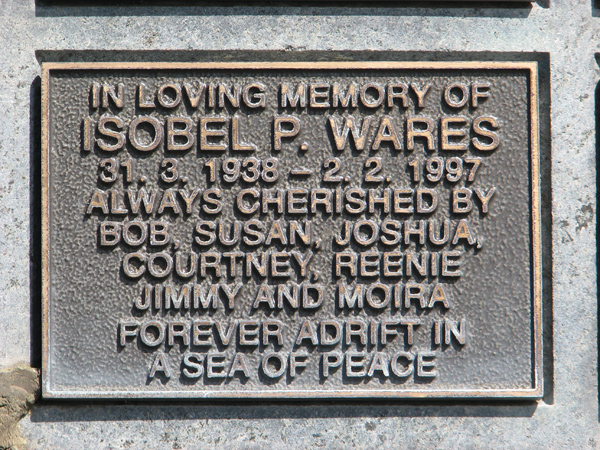 IN LOVING MEMORY OF
ISOBEL P. WARES
31. 3. 1938 – 2. 2. 1997
ALWAYS CHERISHED BY
BOB, SUSAN, JOSHUA,
COURTNEY, REENIE
JIMMY AND MOIRA
FOREVER ADRIFT IN
A SEA OF PEACE